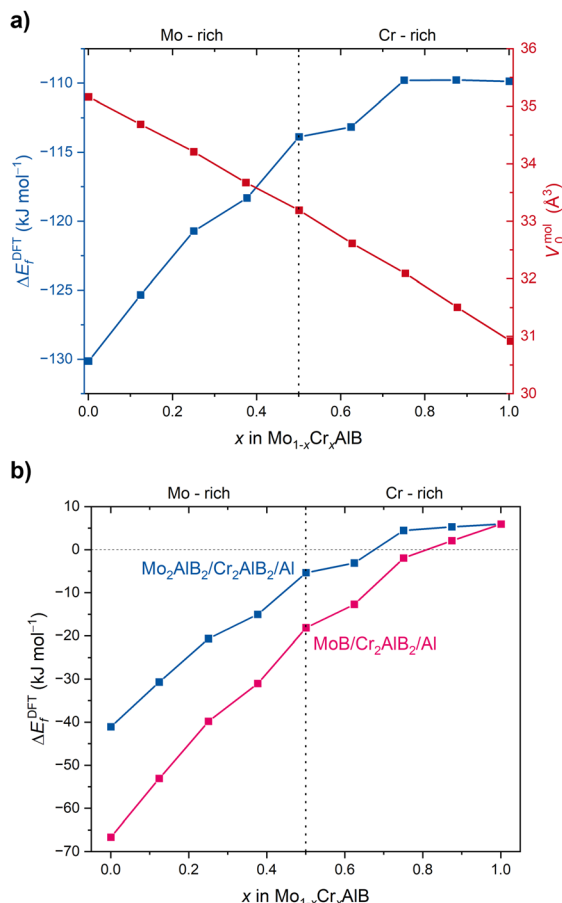 a)
Mo - rich
Cr - rich
−110
−115
−120
−125
−130
36
35
34
33
32
31
30
ΔE_f^DFT (kJ mol⁻¹)
V_0^mol (Å³)
0.0 0.2 0.4 0.6 0.8 1.0
x in Mo₁₋ₓCrₓAlB
b)
Mo - rich
Cr - rich
10
0
−10
−20
−30
−40
−50
−60
−70
ΔE_f^DFT (kJ mol⁻¹)
Mo₂AlB₂/Cr₂AlB₂/Al
MoB/Cr₂AlB₂/Al
0.0 0.2 0.4 0.6 0.8 1.0
x in Mo₁₋ₓCrₓAlB